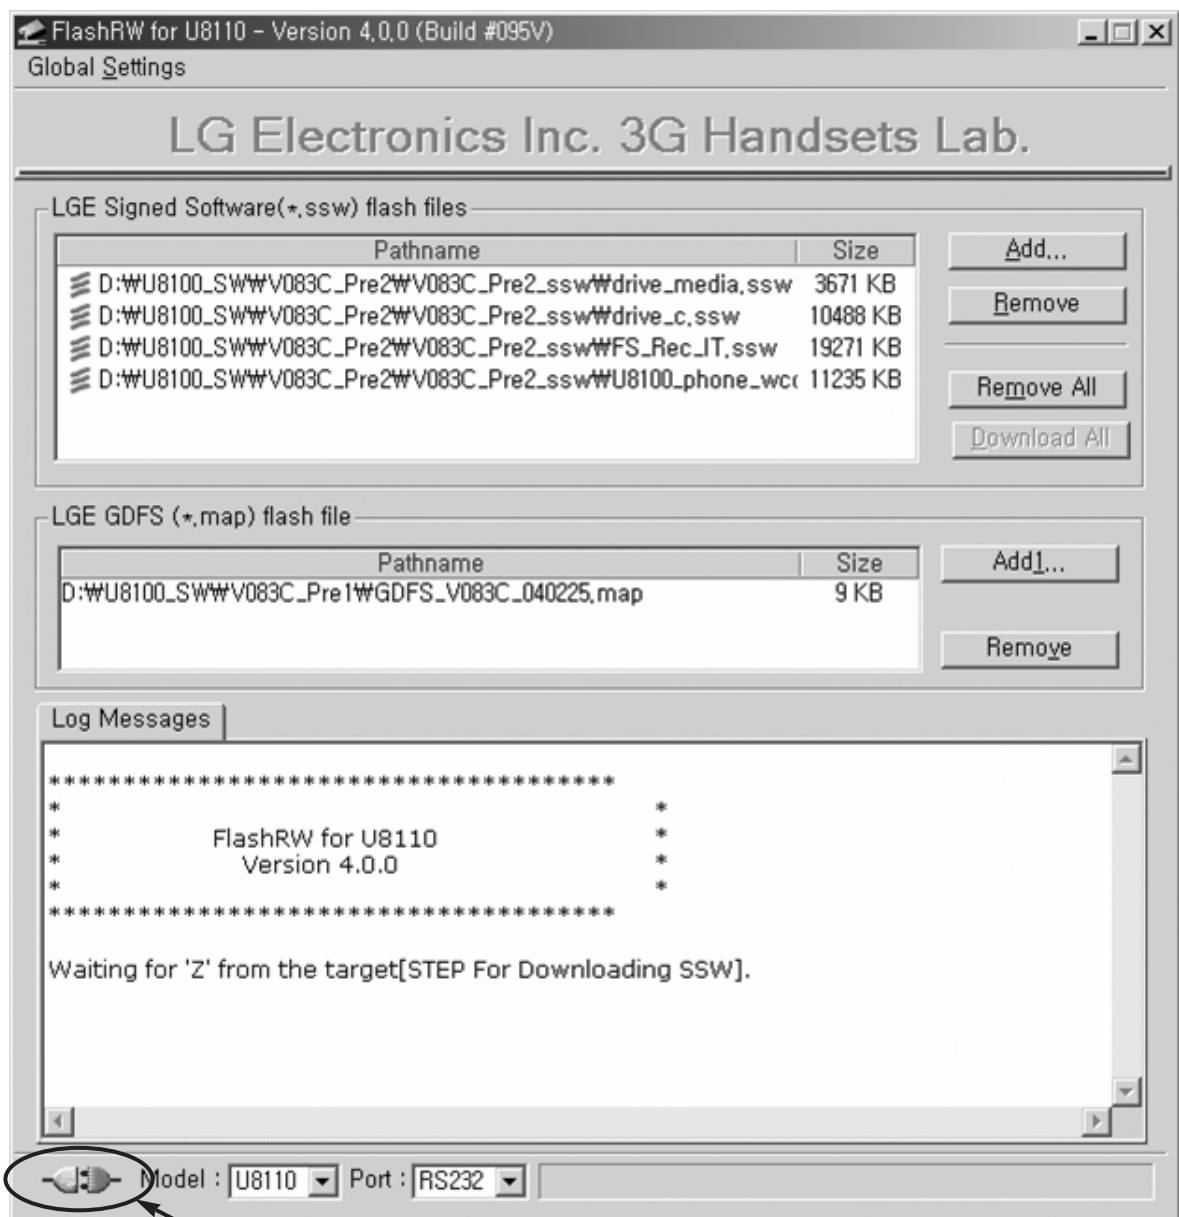 FlashRW for U8110 - Version 4,0,0 (Build #095V)
Global Settings
LG Electronics Inc. 3G Handsets Lab.
LGE Signed Software(*,ssw) flash files
Pathname Size
D:₩U8100_SW₩V083C_Pre2₩V083C_Pre2_ssw₩drive_media,ssw 3671 KB
D:₩U8100_SW₩V083C_Pre2₩V083C_Pre2_ssw₩drive_c,ssw 10488 KB
D:₩U8100_SW₩V083C_Pre2₩V083C_Pre2_ssw₩FS_Rec_IT,ssw 19271 KB
D:₩U8100_SW₩V083C_Pre2₩V083C_Pre2_ssw₩U8100_phone_wc 11235 KB
Add...
Remove
Remove All
Download All
LGE GDFS (*,map) flash file
Pathname Size
D:₩U8100_SW₩V083C_Pre1₩GDFS_V083C_040225,map 9 KB
Add1...
Remove
Log Messages
**************************************
* *
* FlashRW for U8110 *
* Version 4.0.0 *
* *
**************************************
Waiting for 'Z' from the target[STEP For Downloading SSW].
Model : U8110 Port : RS232